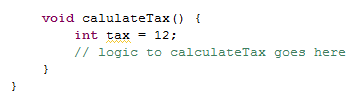 void calulateTax() {
int tax = 12;
// logic to calculateTax goes here
}
}